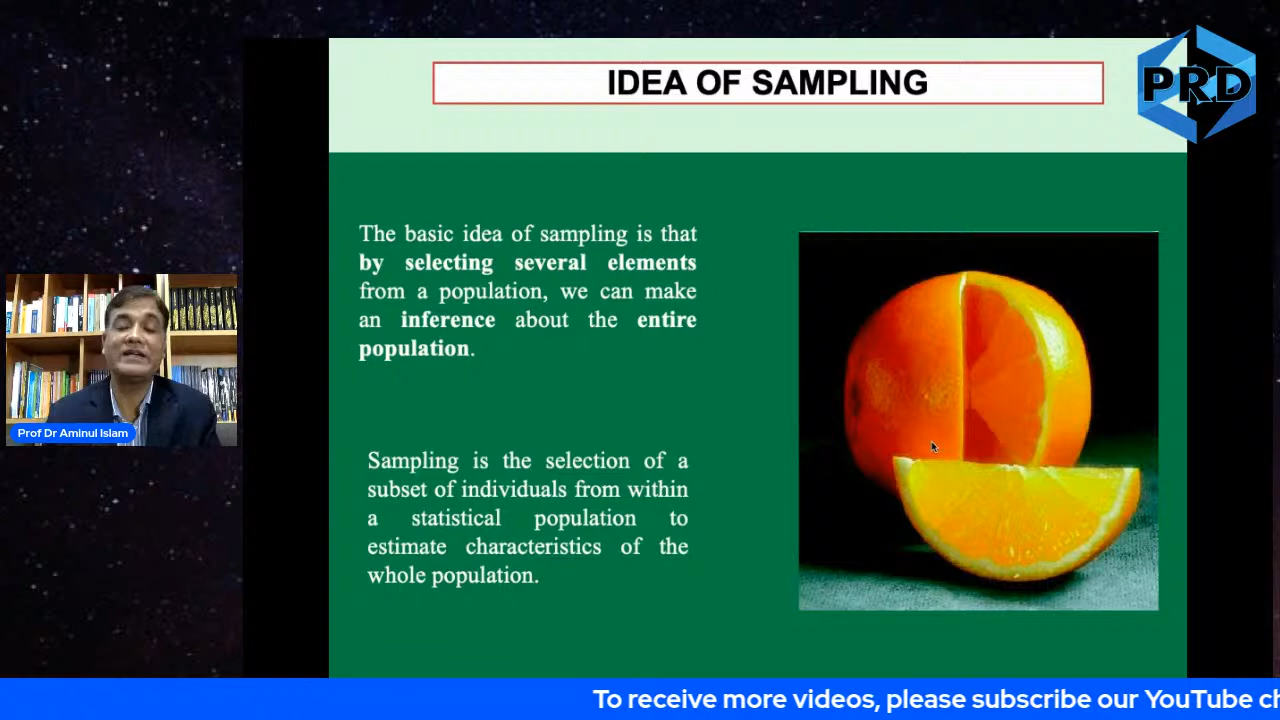 IDEA OF SAMPLING
PRD
The basic idea of sampling is that
by selecting several elements
from a population, we can make
an inference about the entire
population.
Sampling is the selection of a
subset of individuals from within
a statistical population to
estimate characteristics of the
whole population.
Prof Dr Aminul Islam
To receive more videos, please subscribe our YouTube ch